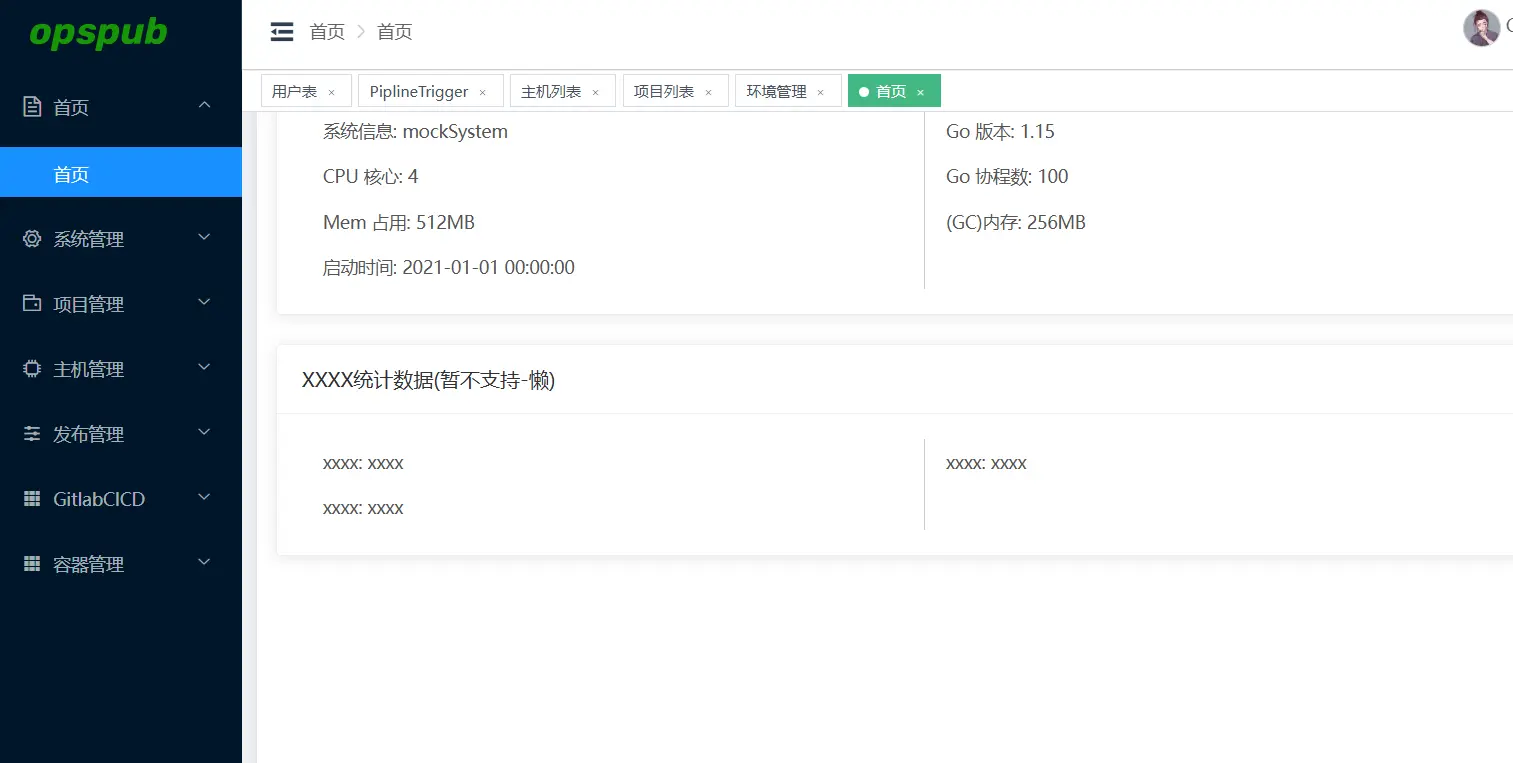 opspub
首页
首页
系统管理
项目管理
主机管理
发布管理
GitlabCICD
容器管理
首页 > 首页
用户表 × PiplineTrigger × 主机列表 × 项目列表 × 环境管理 × 首页 ×
系统信息: mockSystem
CPU 核心: 4
Mem 占用: 512MB
启动时间: 2021-01-01 00:00:00
Go 版本: 1.15
Go 协程数: 100
(GC)内存: 256MB
XXXX统计数据(暂不支持-懒)
xxxx: xxxx
xxxx: xxxx
xxxx: xxxx